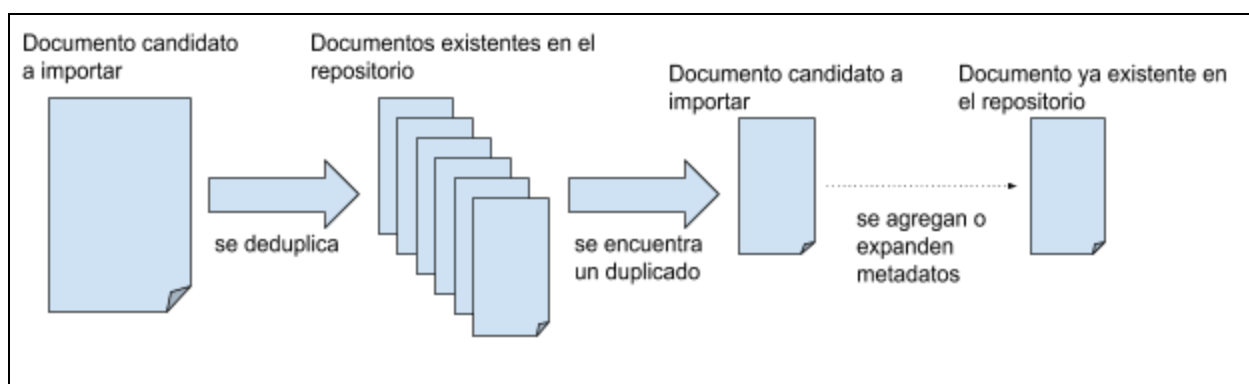 Documento candidato
a importar
se deduplica
Documentos existentes en el
repositorio
se encuentra
un duplicado
Documento candidato a
importar
se agregan o
expanden
metadatos
Documento ya existente en
el repositorio